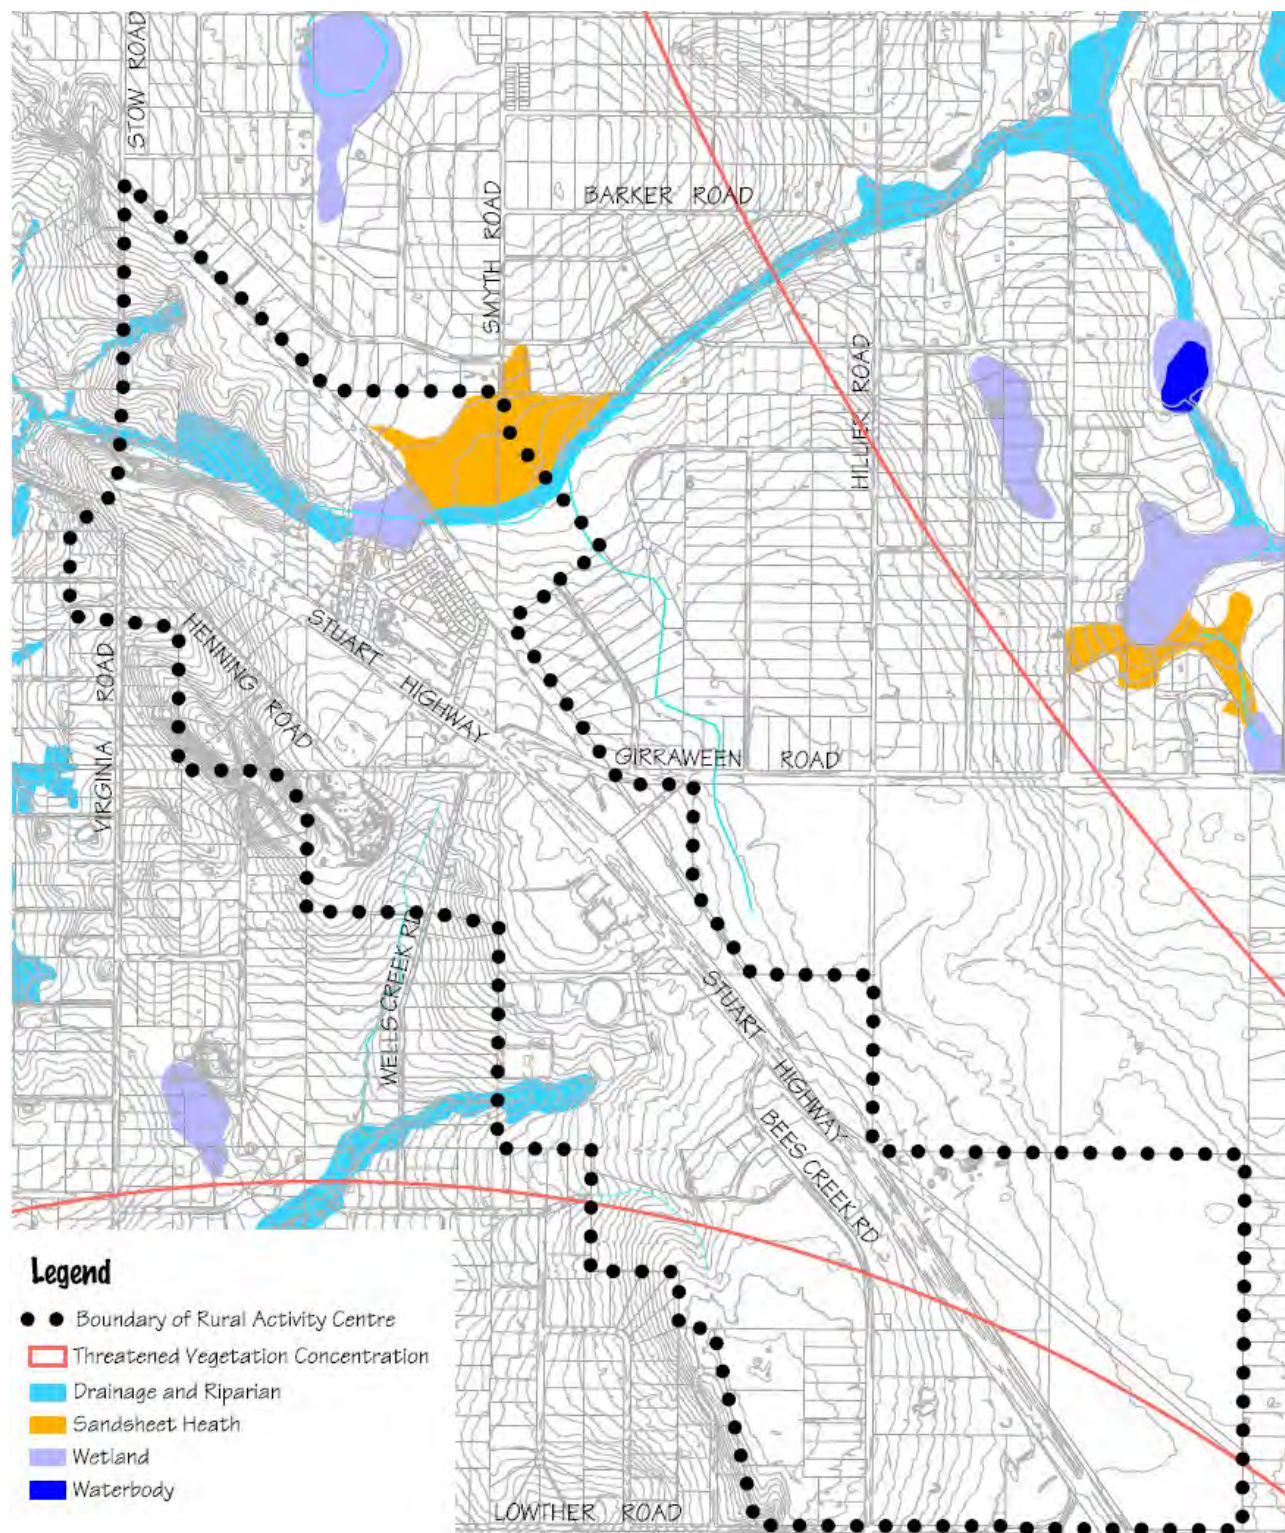 STOW ROAD
BARKER ROAD
SMYTH ROAD
HILLIER ROAD
STUART HIGHWAY
HENNING ROAD
VIRGINIA ROAD
GIRRAWEEN ROAD
WELLS CREEK RD
STUART HIGHWAY
BEES CREEK RD
LOWTHER ROAD
Legend
Boundary of Rural Activity Centre
Threatened Vegetation Concentration
Drainage and Riparian
Sandsheet Heath
Wetland
Waterbody